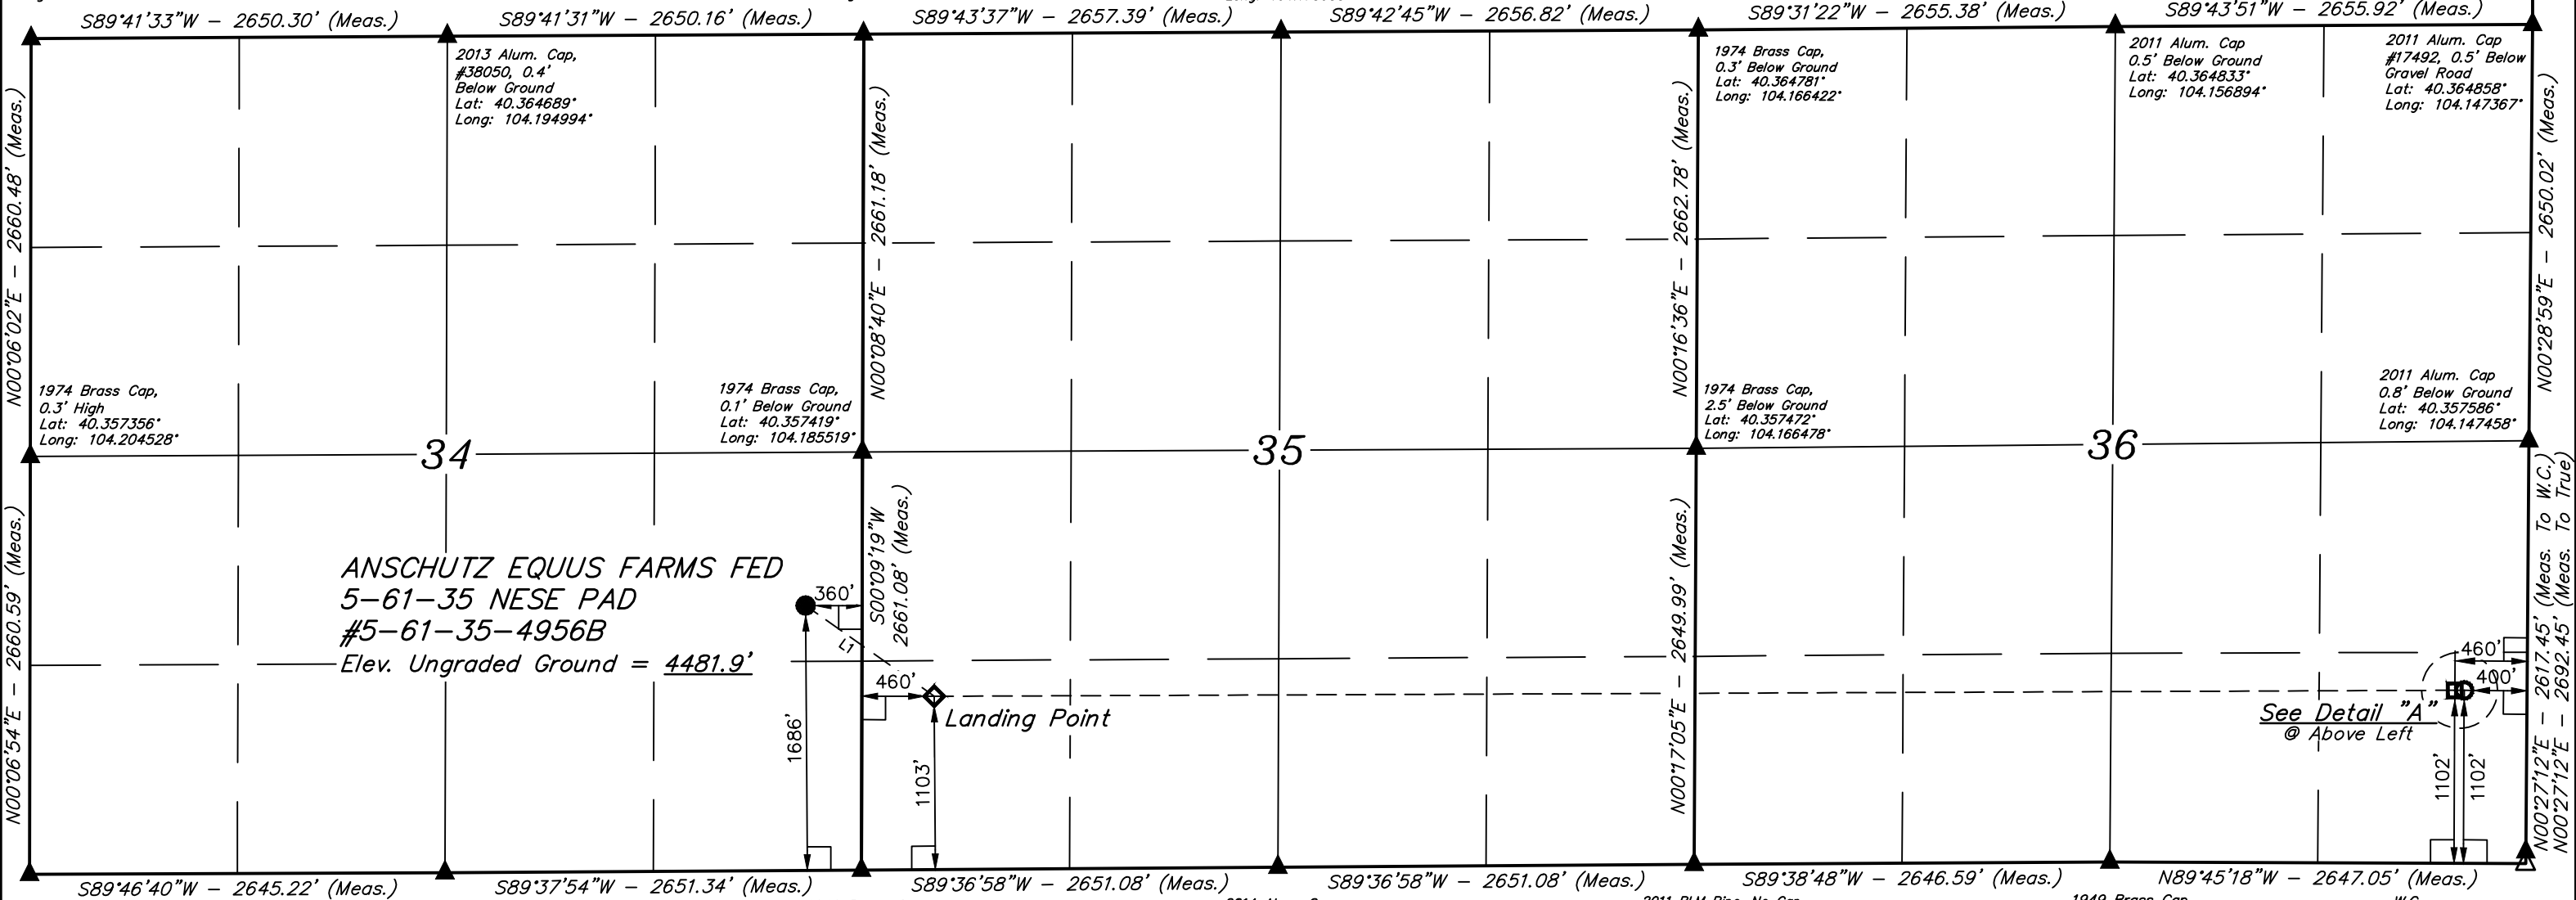 S89°41'33"W - 2650.30' (Meas.)
S89°41'31"W - 2650.16' (Meas.)
S89°43'37"W - 2657.39' (Meas.)
S89°42'45"W - 2656.82' (Meas.)
S89°31'22"W - 2655.38' (Meas.)
S89°43'51"W - 2655.92' (Meas.)
2013 Alum. Cap,
#38050, 0.4'
Below Ground
Lat: 40.364689°
Long: 104.194994°
1974 Brass Cap,
0.3' Below Ground
Lat: 40.364781°
Long: 104.166422°
2011 Alum. Cap
0.5' Below Ground
Lat: 40.364833°
Long: 104.156894°
2011 Alum. Cap
#17492, 0.5' Below
Gravel Road
Lat: 40.364858°
Long: 104.147367°
N00°06'02"E - 2660.48' (Meas.)
N00°08'40"E - 2661.18' (Meas.)
N00°16'36"E - 2662.78' (Meas.)
N00°28'59"E - 2650.02' (Meas.)
1974 Brass Cap,
0.3' High
Lat: 40.357356°
Long: 104.204528°
1974 Brass Cap,
0.1' Below Ground
Lat: 40.357419°
Long: 104.185519°
1974 Brass Cap,
2.5' Below Ground
Lat: 40.357472°
Long: 104.166478°
2011 Alum. Cap
0.8' Below Ground
Lat: 40.357586°
Long: 104.147458°
34
35
36
N00°06'54"E - 2660.59' (Meas.)
ANSCHUTZ EQUUS FARMS FED
5-61-35 NESE PAD
#5-61-35-4956B
Elev. Ungraded Ground = 4481.9'
360'
L1
1686'
S00°09'19"W
2661.08' (Meas.)
460'
Landing Point
1103'
N00°17'05"E - 2649.99' (Meas.)
460'
400'
See Detail "A"
@ Above Left
1102'
1102'
N00°27'12"E - 2617.45' (Meas. To W.C.)
N00°27'12"E - 2692.45' (Meas. To True)
S89°46'40"W - 2645.22' (Meas.)
S89°37'54"W - 2651.34' (Meas.)
S89°36'58"W - 2651.08' (Meas.)
S89°36'58"W - 2651.08' (Meas.)
S89°38'48"W - 2646.59' (Meas.)
N89°45'18"W - 2647.05' (Meas.)